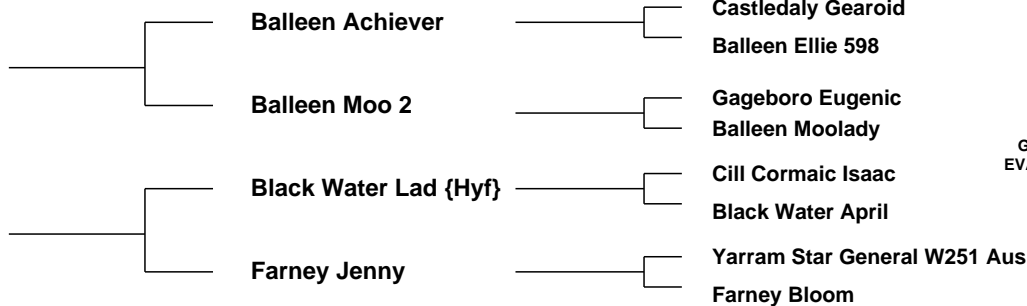 Castledaly Gearoid
Balleen Achiever
Balleen Ellie 598
Gageboro Eugenic
Balleen Moo 2
Balleen Moolady
Cill Cormaic Isaac
Black Water Lad {Hyf}
Black Water April
Yarram Star General W251 Aus
Farney Jenny
Farney Bloom